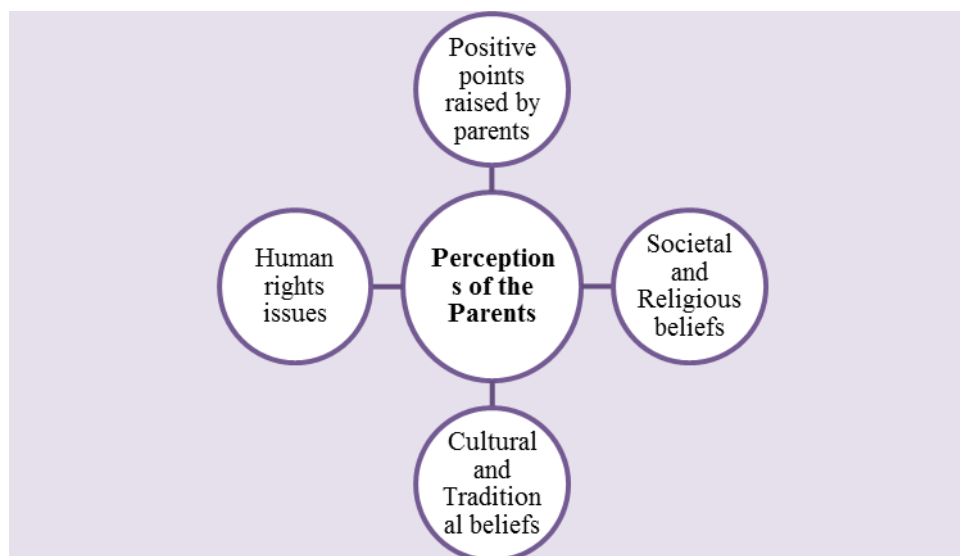 Positive
points
raised by
parents
Human
rights
issues
Perception
s of the
Parents
Societal
and
Religious
beliefs
Cultural
and
Tradition
al beliefs